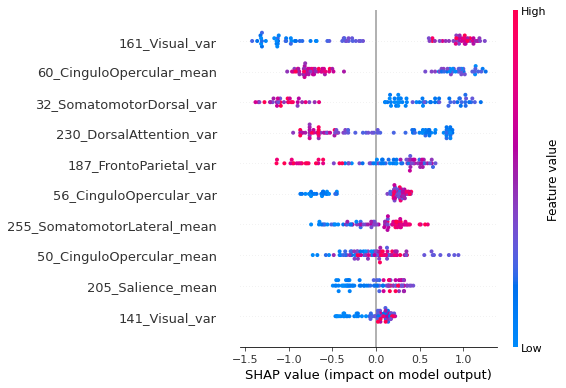 High
161_Visual_var
60_CinguloOpercular_mean
32_SomatomotorDorsal_var
230_DorsalAttention_var
187_FrontoParietal_var
56_CinguloOpercular_var
255_SomatomotorLateral_mean
50_CinguloOpercular_mean
205_Salience_mean
141_Visual_var
Feature value
Low
−1.5 −1.0 −0.5 0.0 0.5 1.0
SHAP value (impact on model output)